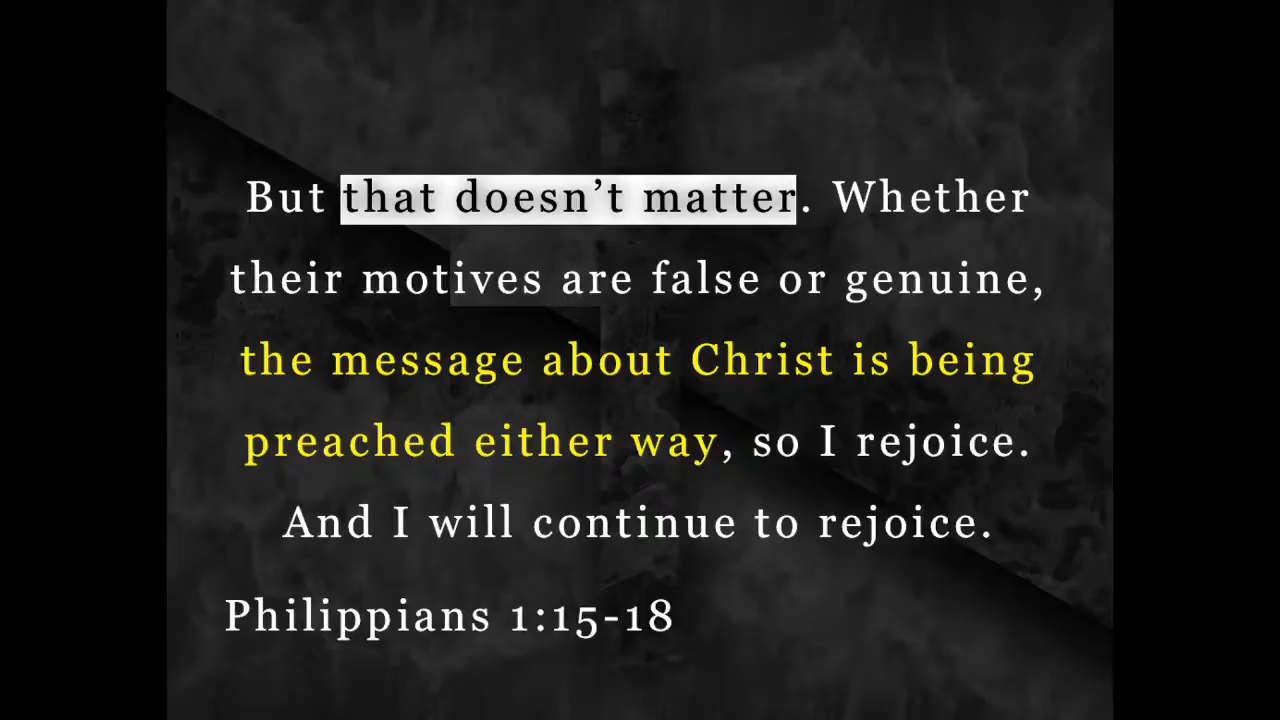 But that doesn’t matter. Whether
their motives are false or genuine,
the message about Christ is being
preached either way, so I rejoice.
And I will continue to rejoice.
Philippians 1:15-18